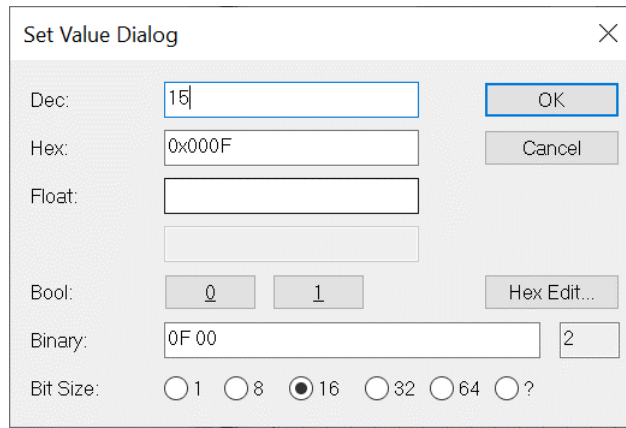 Set Value Dialog
Dec: 15 OK
Hex: 0x000F Cancel
Float:
Bool: 0 1 Hex Edit...
Binary: 0F 00 2
Bit Size: 1 8 16 32 64 ?